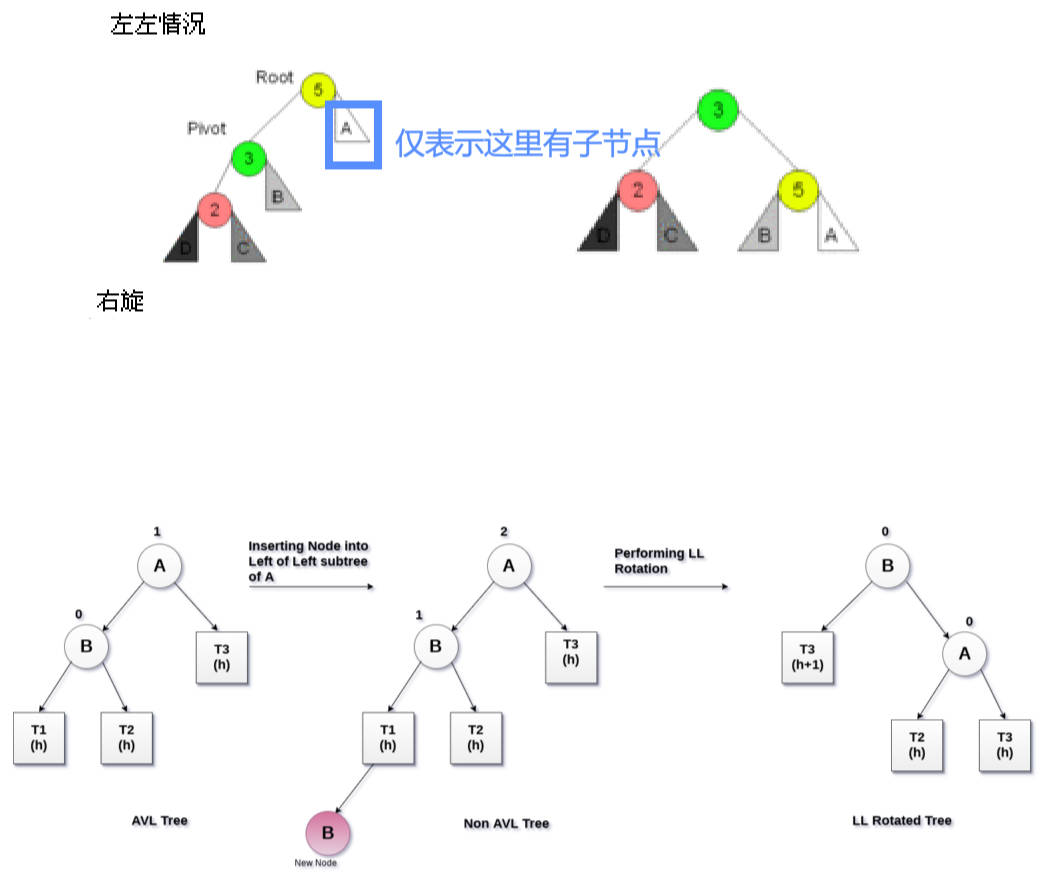 左左情況
Root
5
A
仅表示这里有子节点
Pivot
3
B
2
D
C
3
2
5
D
C
B
A
右旋
1
A
0
B
T3
(h)
T1
(h)
T2
(h)
AVL Tree
Inserting Node into
Left of Left subtree
of A
2
A
1
B
T3
(h)
T1
(h)
T2
(h)
B
New Node
Non AVL Tree
Performing LL
Rotation
0
B
T3
(h+1)
0
A
T2
(h)
T3
(h)
LL Rotated Tree